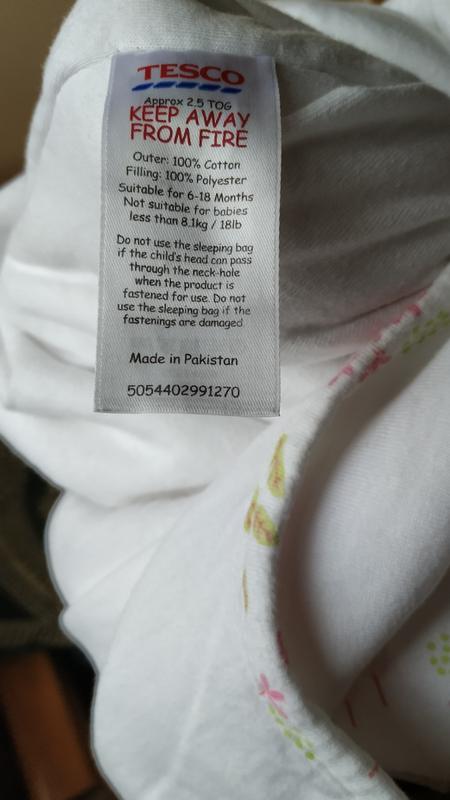 TESCO
Approx 2.5 TOG
KEEP AWAY
FROM FIRE
Outer: 100% Cotton
Filling: 100% Polyester
Suitable for 6-18 Months
Not suitable for babies
less than 8.1kg / 18lb
Do not use the sleeping bag
if the child's head can pass
through the neck-hole
when the product is
fastened for use. Do not
use the sleeping bag if the
fastenings are damaged
Made in Pakistan
5054402991270